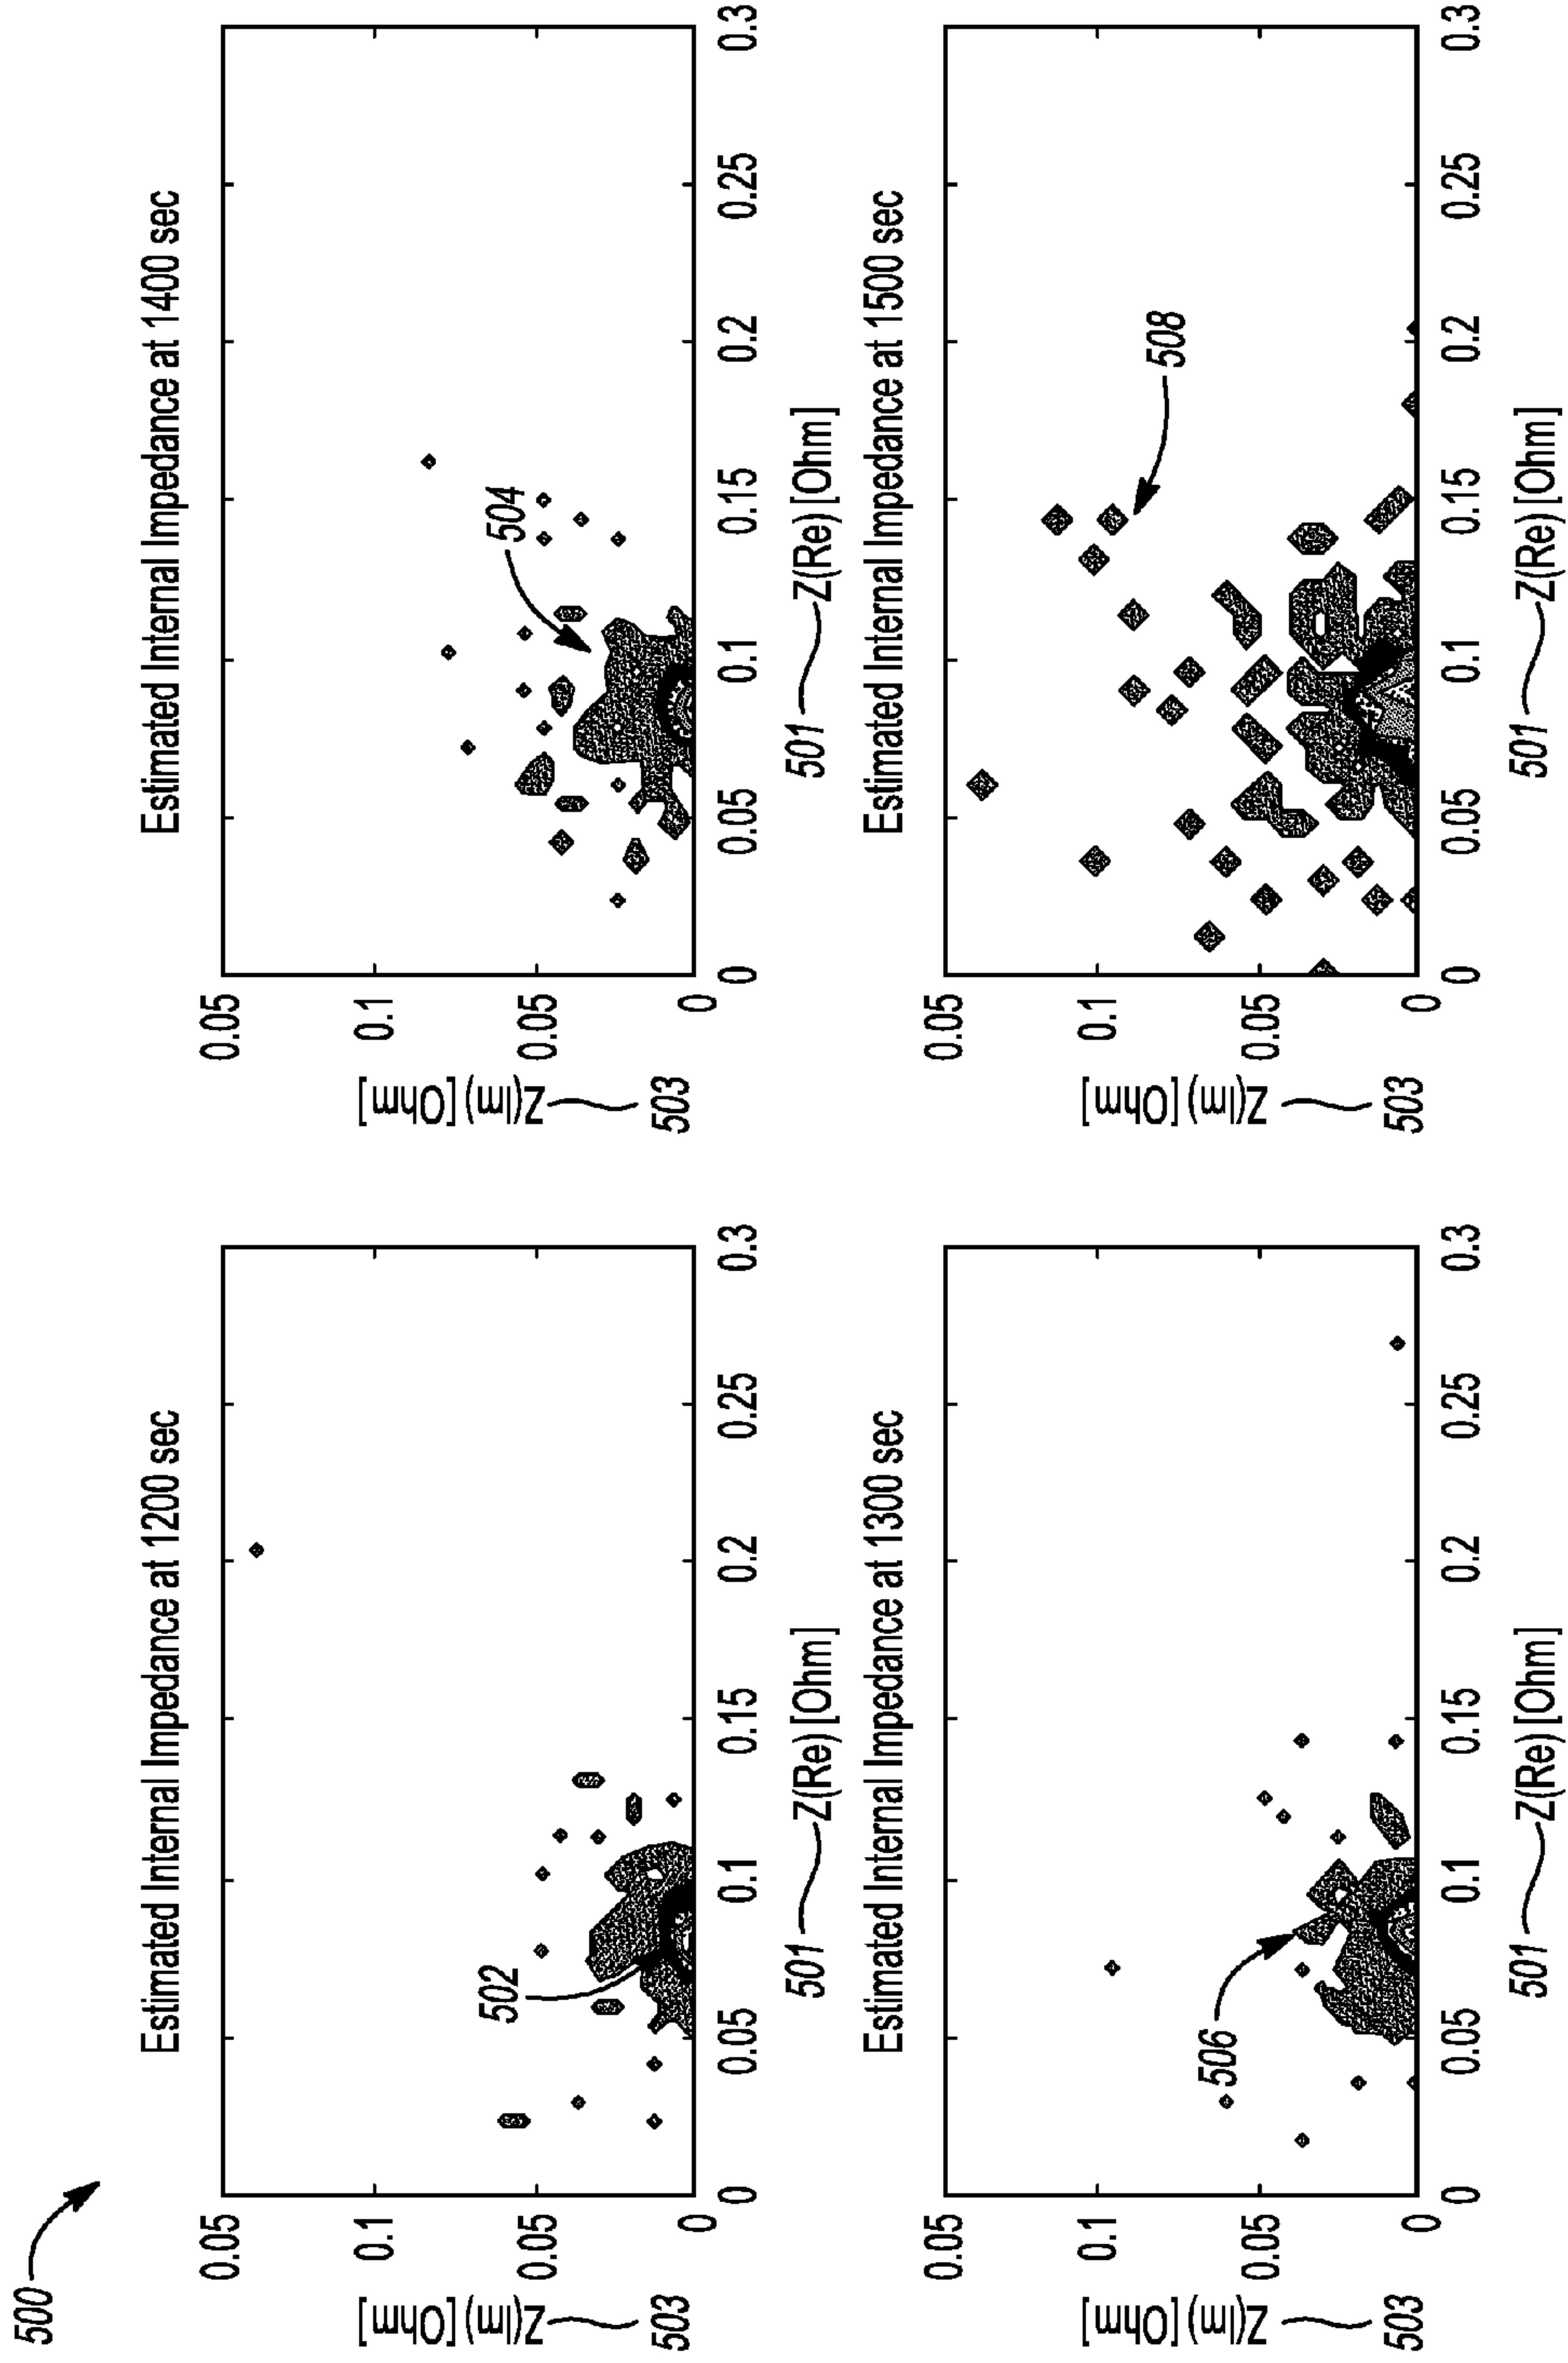 500
Estimated Internal Impedance at 1200 sec
Z(Im) [Ohm]
503
0.05
0.1
0.05
0
502
0 0.05 0.1 0.15 0.2 0.25 0.3
501 Z(Re) [Ohm]
Estimated Internal Impedance at 1400 sec
Z(Im) [Ohm]
503
0.05
0.1
0.05
0
504
0 0.05 0.1 0.15 0.2 0.25 0.3
501 Z(Re) [Ohm]
Estimated Internal Impedance at 1300 sec
Z(Im) [Ohm]
503
0.05
0.1
0.05
0
506
0 0.05 0.1 0.15 0.2 0.25 0.3
501 Z(Re) [Ohm]
Estimated Internal Impedance at 1500 sec
Z(Im) [Ohm]
503
0.05
0.1
0.05
0
508
0 0.05 0.1 0.15 0.2 0.25 0.3
501 Z(Re) [Ohm]